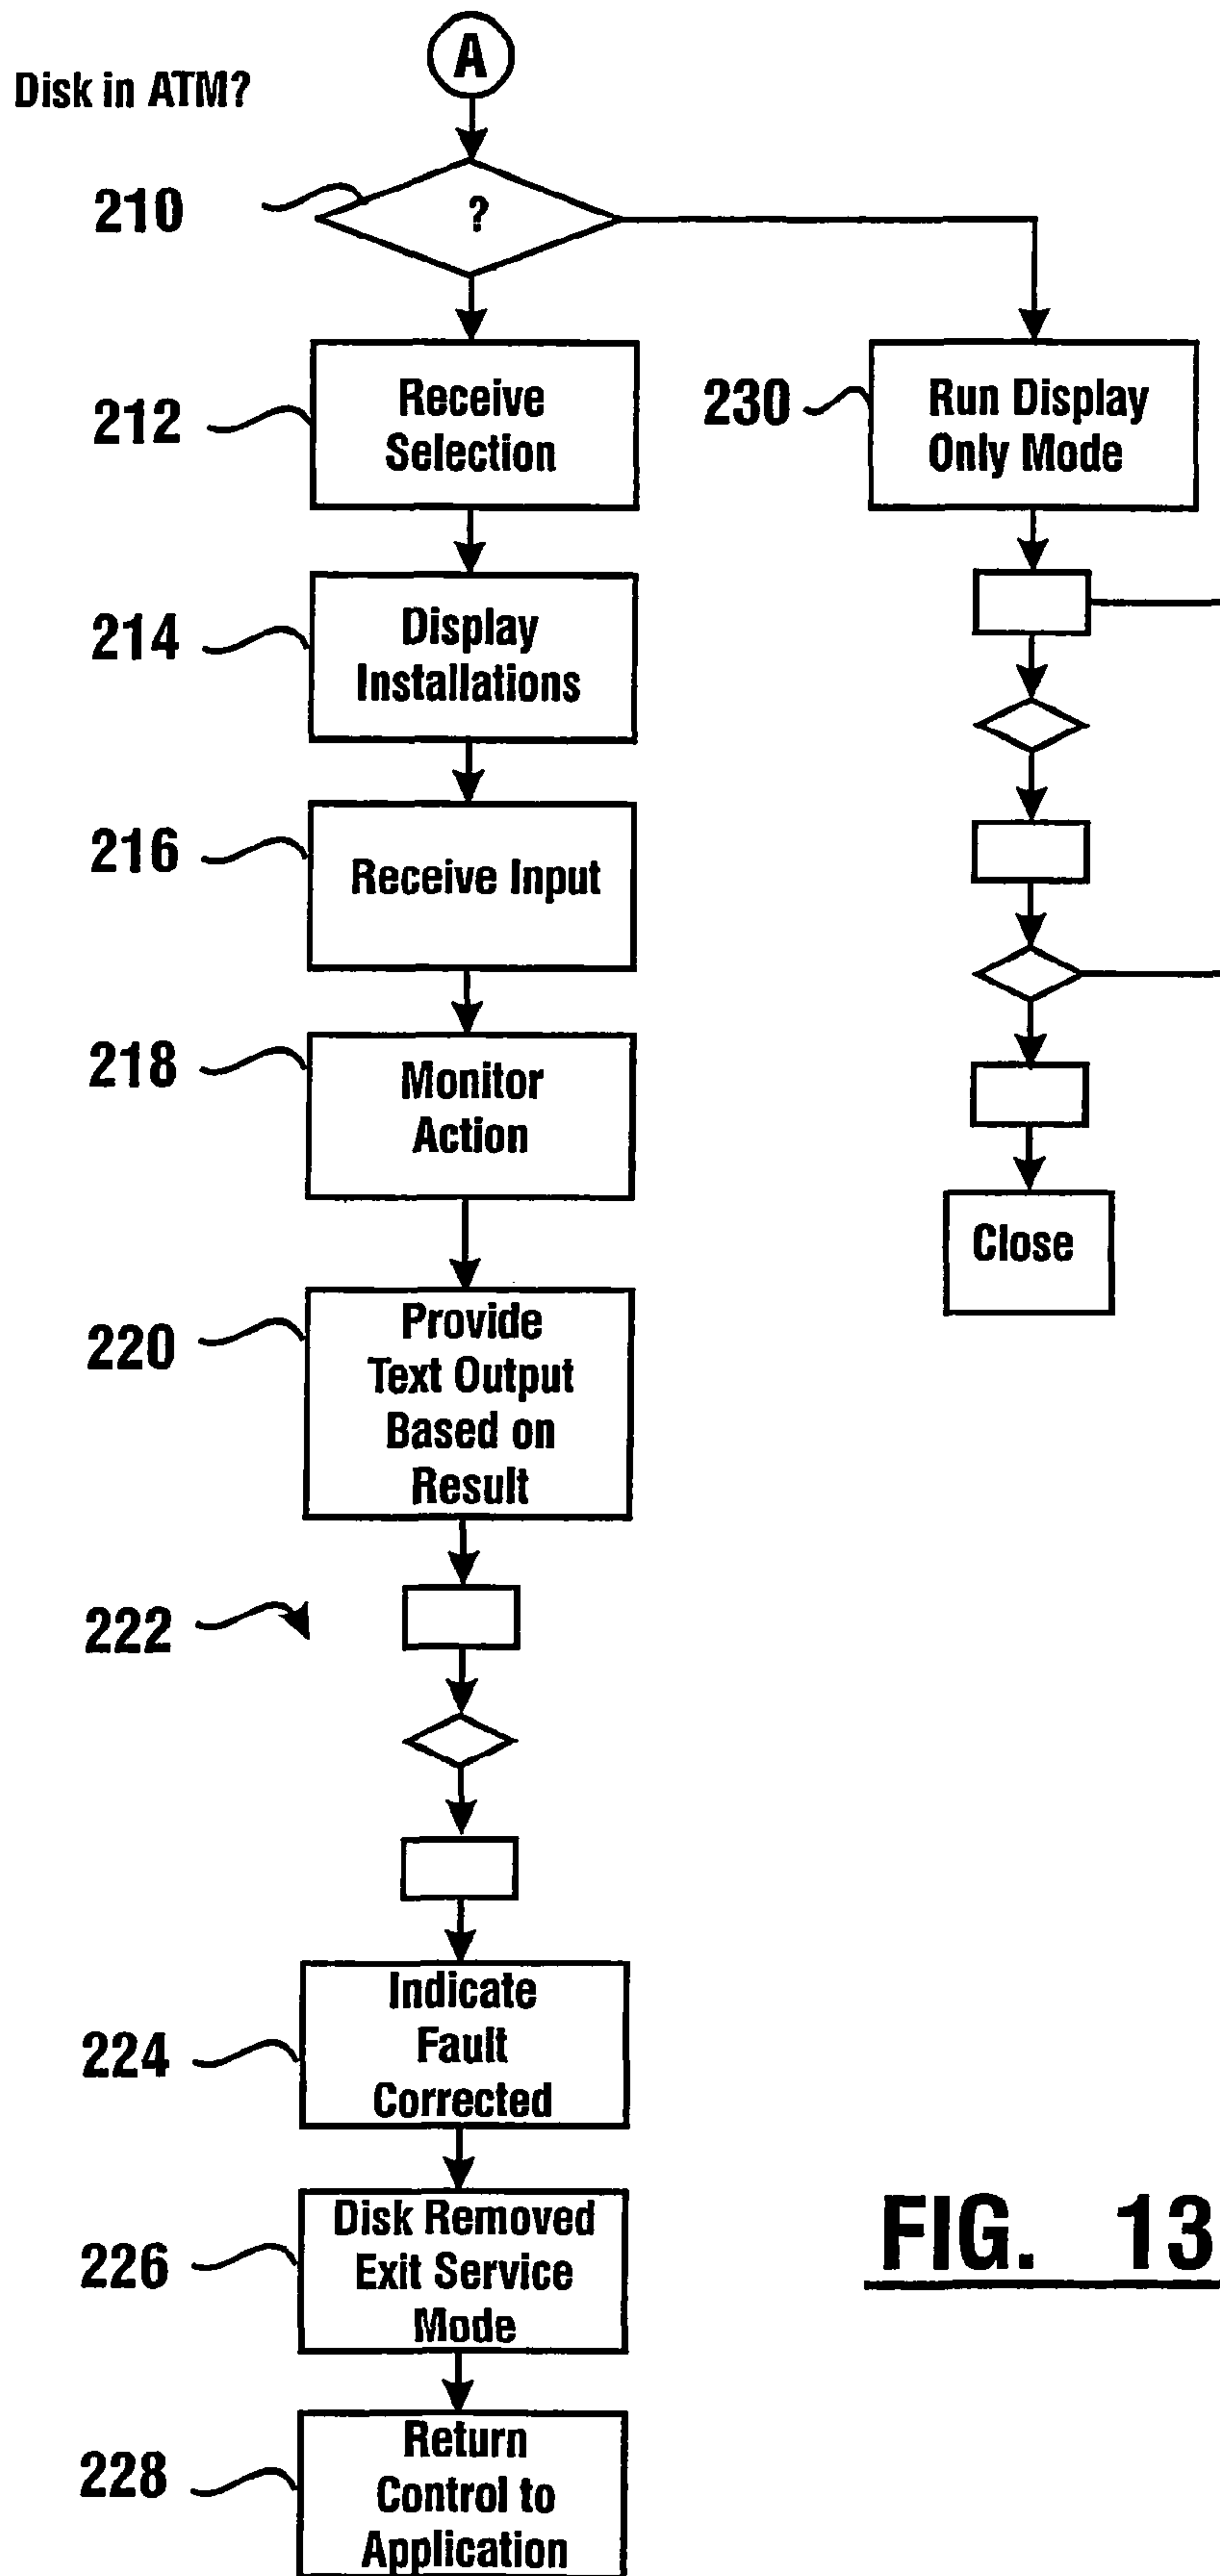 A
Disk in ATM?
210
?
212
Receive
Selection
230
Run Display
Only Mode
214
Display
Installations
216
Receive Input
218
Monitor
Action
Close
220
Provide
Text Output
Based on
Result
222
224
Indicate
Fault
Corrected
226
Disk Removed
Exit Service
Mode
FIG. 13
228
Return
Control to
Application